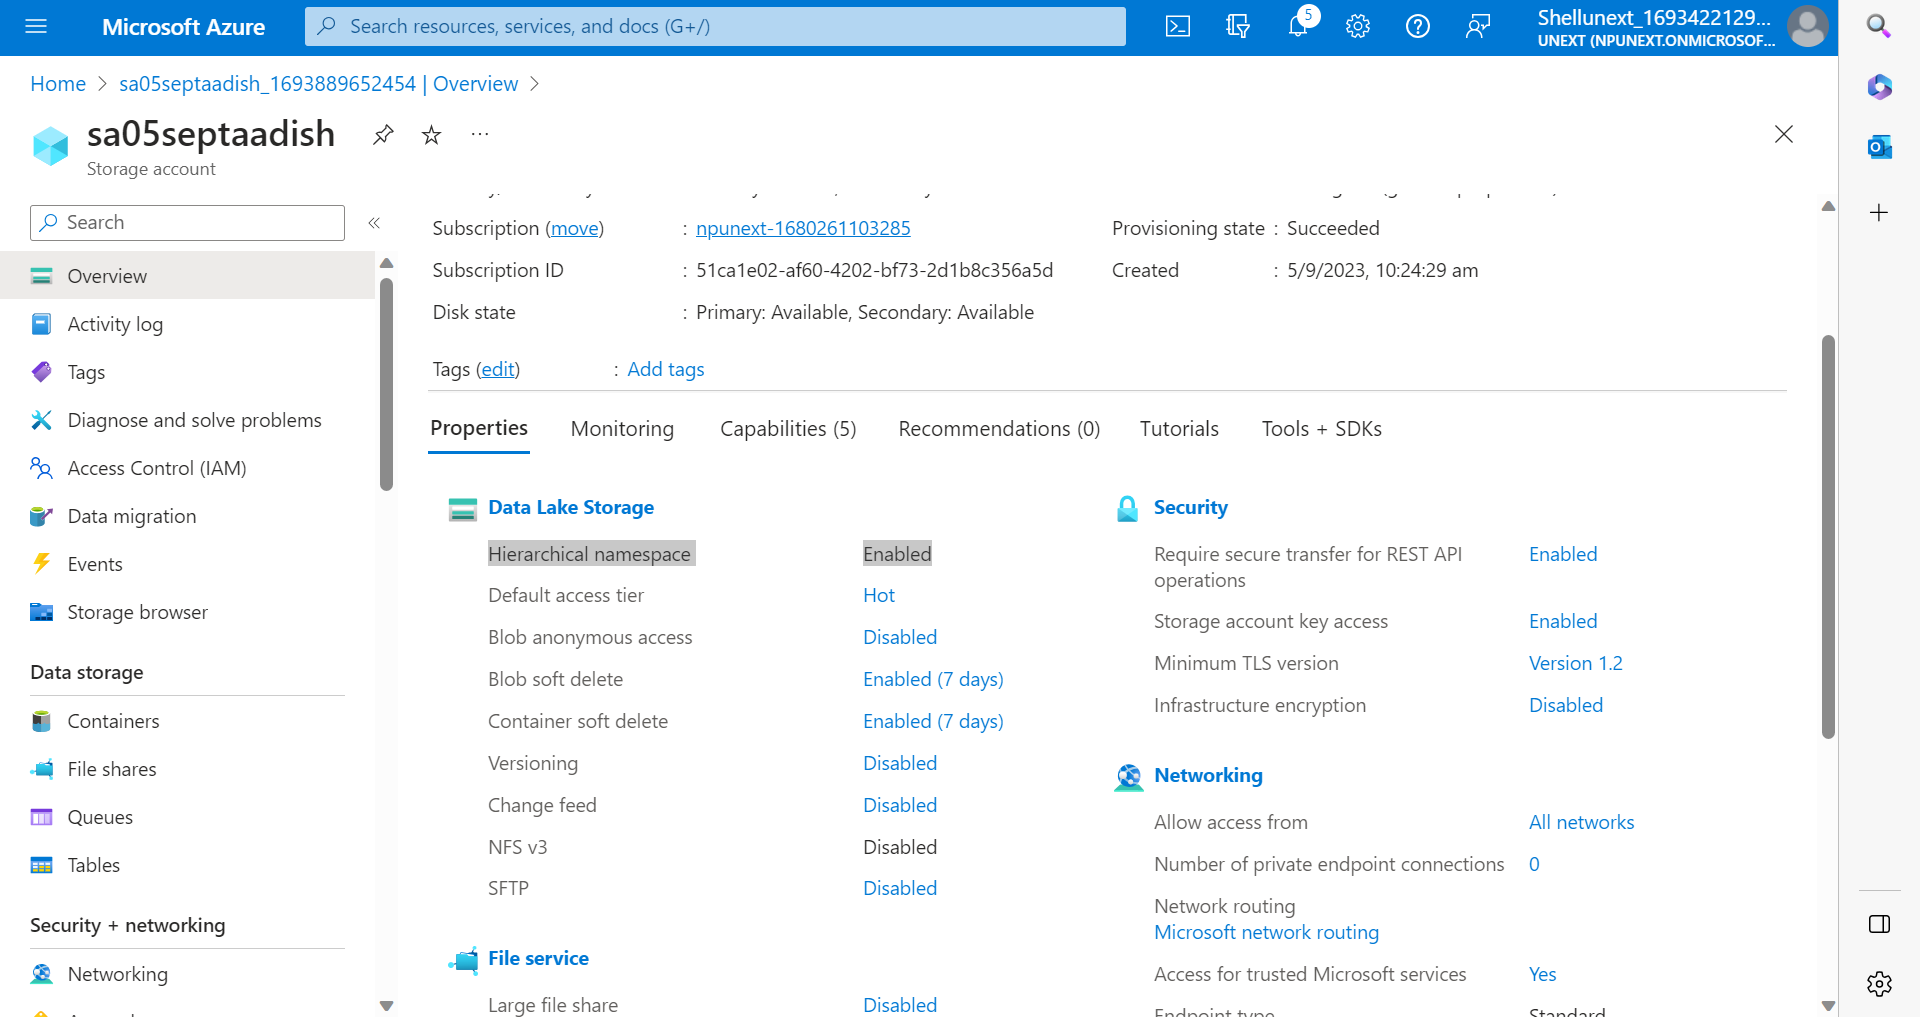 Microsoft Azure
Search resources, services, and docs (G+/)
5
Shellunext_1693422129...
UNEXT (NPUNEXT.ONMICROSOF...
Home > sa05septaadish_1693889652454 | Overview >
sa05septaadish
Storage account
Search
Overview
Activity log
Tags
Diagnose and solve problems
Access Control (IAM)
Data migration
Events
Storage browser
Data storage
Containers
File shares
Queues
Tables
Security + networking
Networking
Subscription (move) : npunext-1680261103285
Subscription ID : 51ca1e02-af60-4202-bf73-2d1b8c356a5d
Disk state : Primary: Available, Secondary: Available
Provisioning state : Succeeded
Created : 5/9/2023, 10:24:29 am
Tags (edit) : Add tags
Properties Monitoring Capabilities (5) Recommendations (0) Tutorials Tools + SDKs
Data Lake Storage
Hierarchical namespace Enabled
Default access tier Hot
Blob anonymous access Disabled
Blob soft delete Enabled (7 days)
Container soft delete Enabled (7 days)
Versioning Disabled
Change feed Disabled
NFS v3 Disabled
SFTP Disabled
File service
Large file share Disabled
Security
Require secure transfer for REST API
operations Enabled
Storage account key access Enabled
Minimum TLS version Version 1.2
Infrastructure encryption Disabled
Networking
Allow access from All networks
Number of private endpoint connections 0
Network routing
Microsoft network routing
Access for trusted Microsoft services Yes
Endpoint type Standard